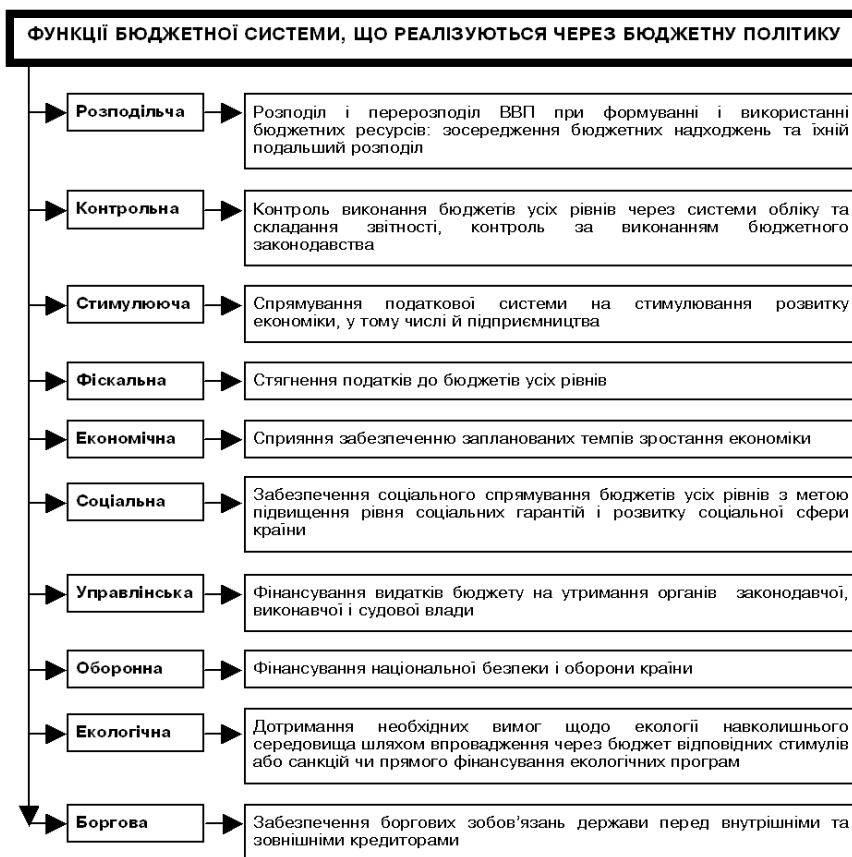 ФУНКЦІЇ БЮДЖЕТНОЇ СИСТЕМИ, ЩО РЕАЛІЗУЮТЬСЯ ЧЕРЕЗ БЮДЖЕТНУ ПОЛІТИКУ
Розподільча
Розподіл і перерозподіл ВВП при формуванні і використанні
бюджетних ресурсів: зосередження бюджетних надходжень та їхній
подальший розподіл
Контрольна
Контроль виконання бюджетів усіх рівнів через системи обліку та
складання звітності, контроль за виконанням бюджетного
законодавства
Стимулююча
Спрямування податкової системи на стимулювання розвитку
економіки, у тому числі й підприємництва
Фіскальна
Стягнення податків до бюджетів усіх рівнів
Економічна
Сприяння забезпеченню запланованих темпів зростання економіки
Соціальна
Забезпечення соціального спрямування бюджетів усіх рівнів з метою
підвищення рівня соціальних гарантій і розвитку соціальної сфери
країни
Управлінська
Фінансування видатків бюджету на утримання органів законодавчої,
виконавчої і судової влади
Оборонна
Фінансування національної безпеки і оборони країни
Екологічна
Дотримання необхідних вимог щодо екології навколишнього
середовища шляхом впровадження через бюджет відповідних стимулів
або санкцій чи прямого фінансування екологічних програм
Боргова
Забезпечення боргових зобов’язань держави перед внутрішніми та
зовнішніми кредиторами